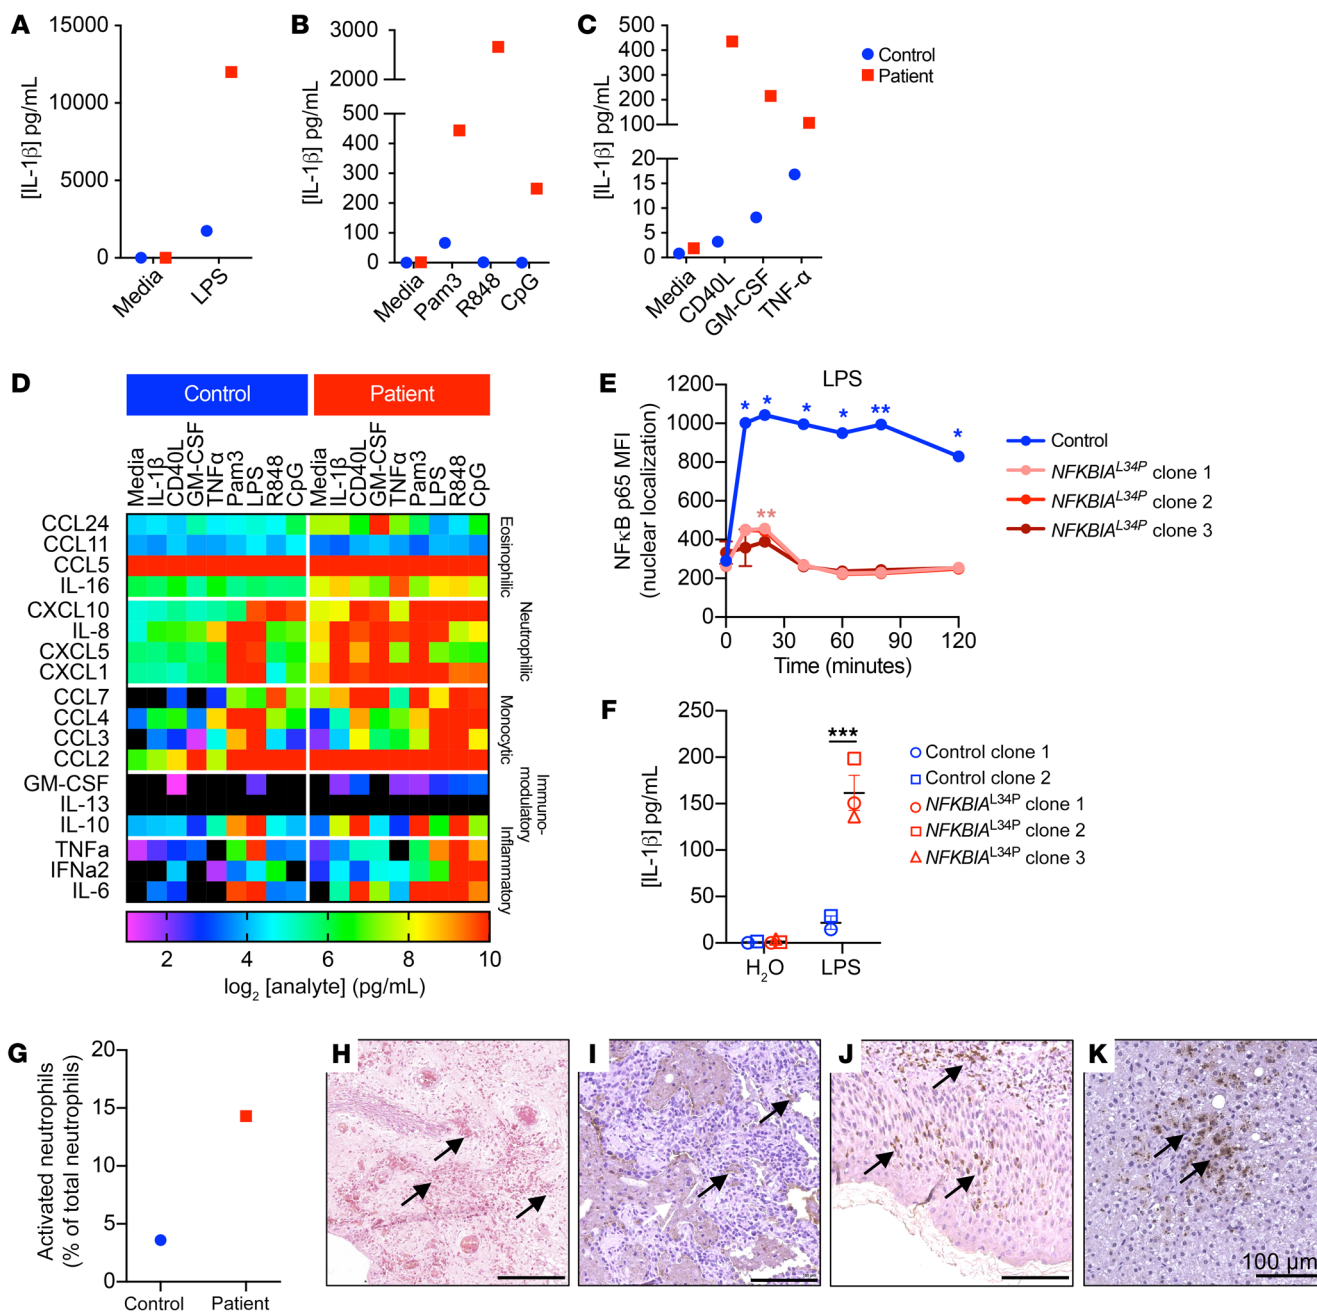 A
15000
10000
5000
0
[IL-1β] pg/mL
Media
LPS
B
3000
2000
500
400
300
200
100
0
[IL-1β] pg/mL
Media
Pam3
R848
CpG
C
500
400
300
200
100
20
15
10
5
0
[IL-1β] pg/mL
Media
CD40L
GM-CSF
TNF-α
Control
Patient
D
Control
Patient
Media
IL-1β
CD40L
GM-CSF
TNFα
Pam3
LPS
R848
CpG
Media
IL-1β
CD40L
GM-CSF
TNFα
Pam3
LPS
R848
CpG
CCL24
CCL11
CCL5
IL-16
CXCL10
IL-8
CXCL5
CXCL1
CCL7
CCL4
CCL3
CCL2
GM-CSF
IL-13
IL-10
TNFa
IFNa2
IL-6
Eosinophilic
Neutrophilic
Monocytic
Immuno-
modulatory
Inflammatory
2
4
6
8
10
log2 [analyte] (pg/mL)
E
LPS
1200
1000
800
600
400
200
0
NFκB p65 MFI
(nuclear localization)
* * * * ** *
**
0
30
60
90
120
Time (minutes)
Control
NFKBIAL34P clone 1
NFKBIAL34P clone 2
NFKBIAL34P clone 3
F
250
200
150
100
50
0
[IL-1β] pg/mL
***
H2O
LPS
Control clone 1
Control clone 2
NFKBIAL34P clone 1
NFKBIAL34P clone 2
NFKBIAL34P clone 3
G
20
15
10
5
0
Activated neutrophils
(% of total neutrophils)
Control
Patient
H
I
J
K
100 µm